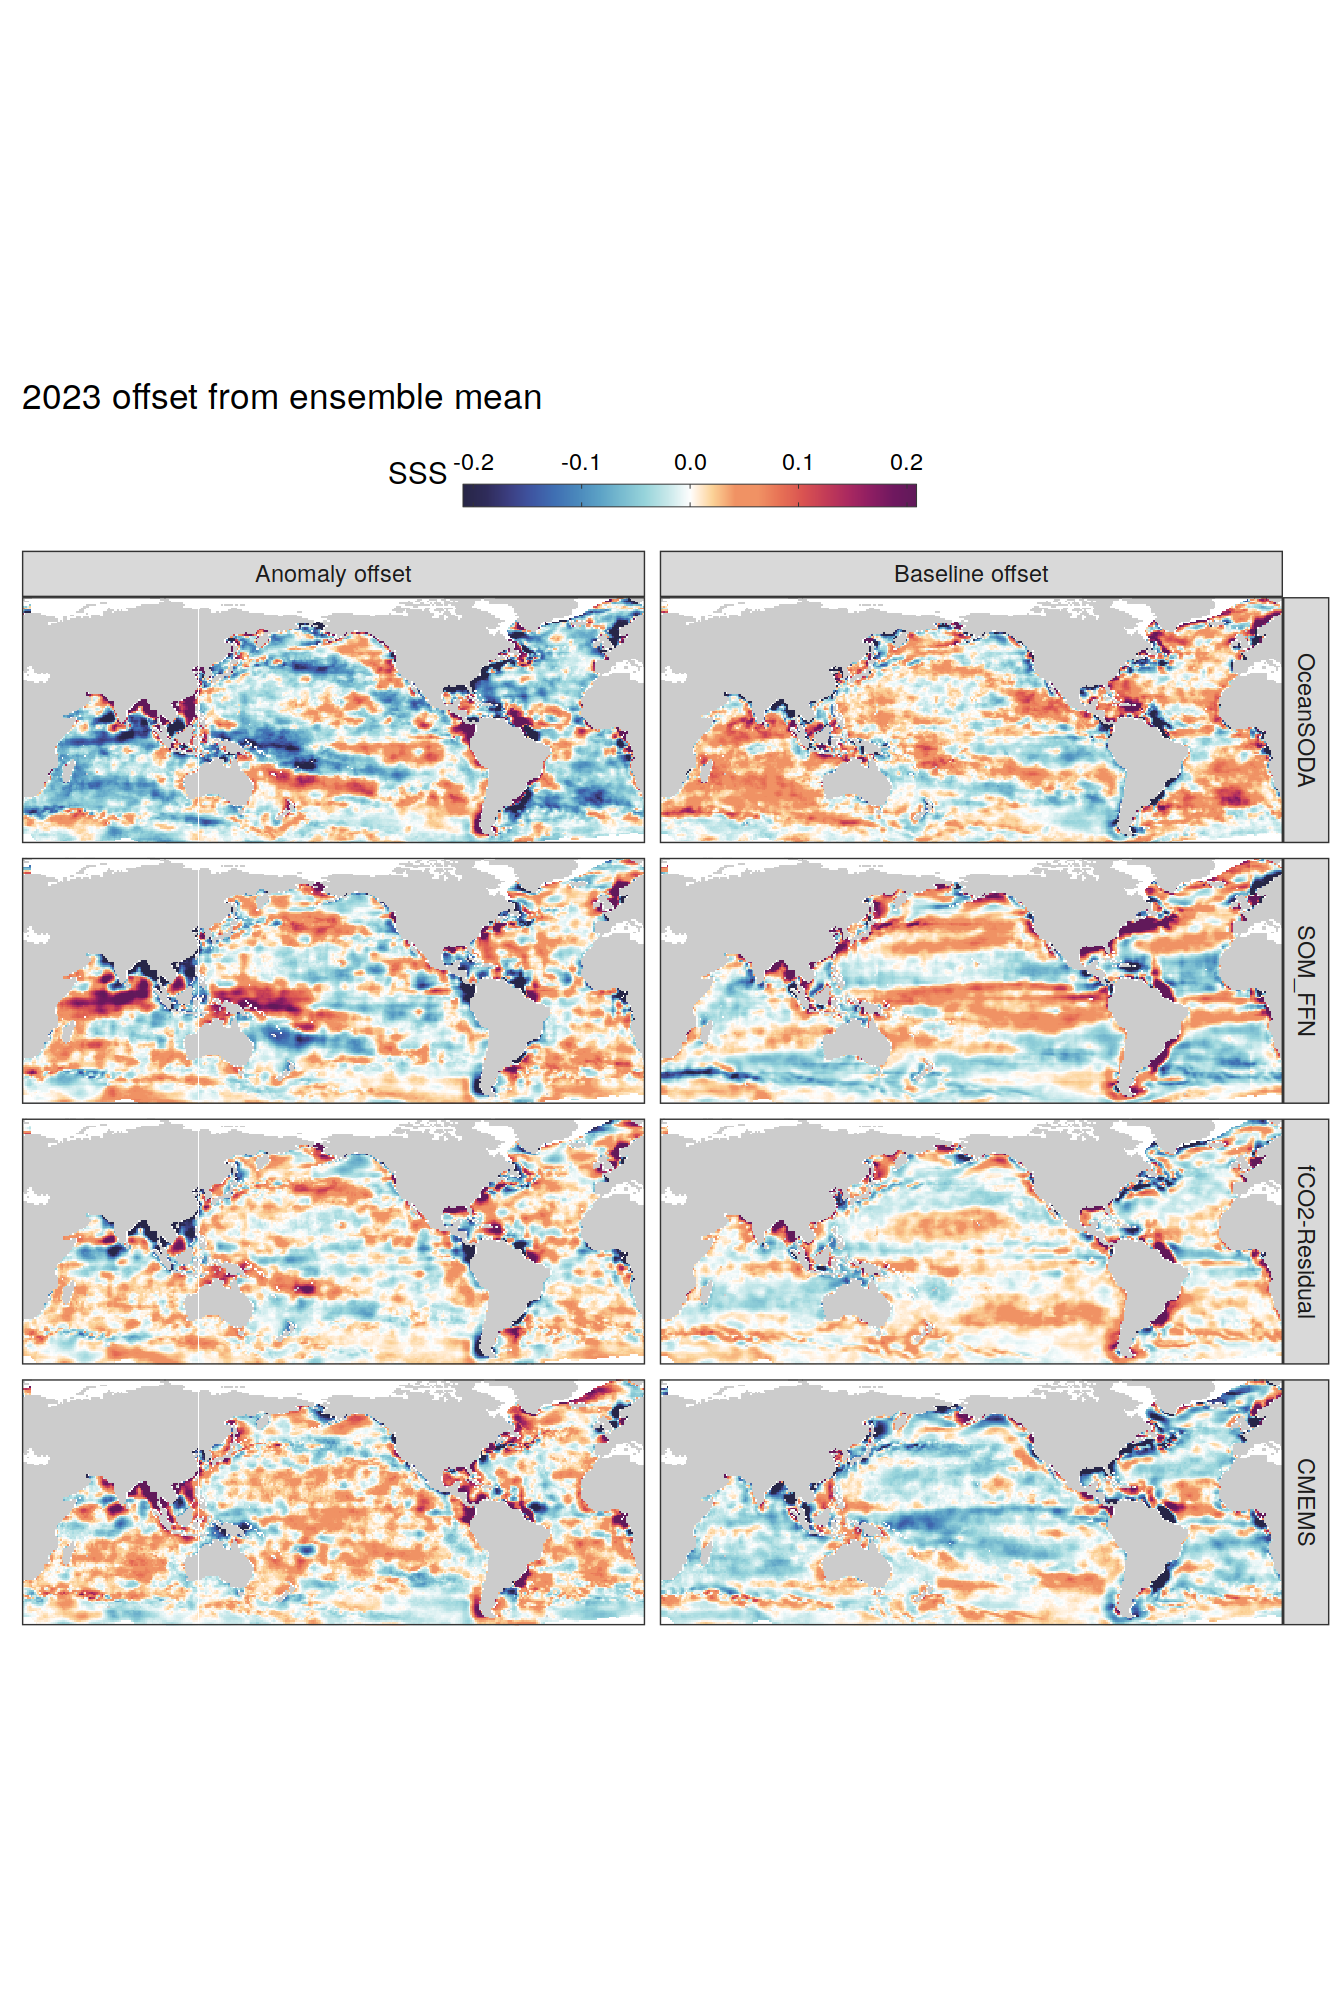 2023 offset from ensemble mean
SSS
-0.2 -0.1 0.0 0.1 0.2
Anomaly offset
Baseline offset
OceanSODA
SOM_FFN
fCO2-Residual
CMEMS